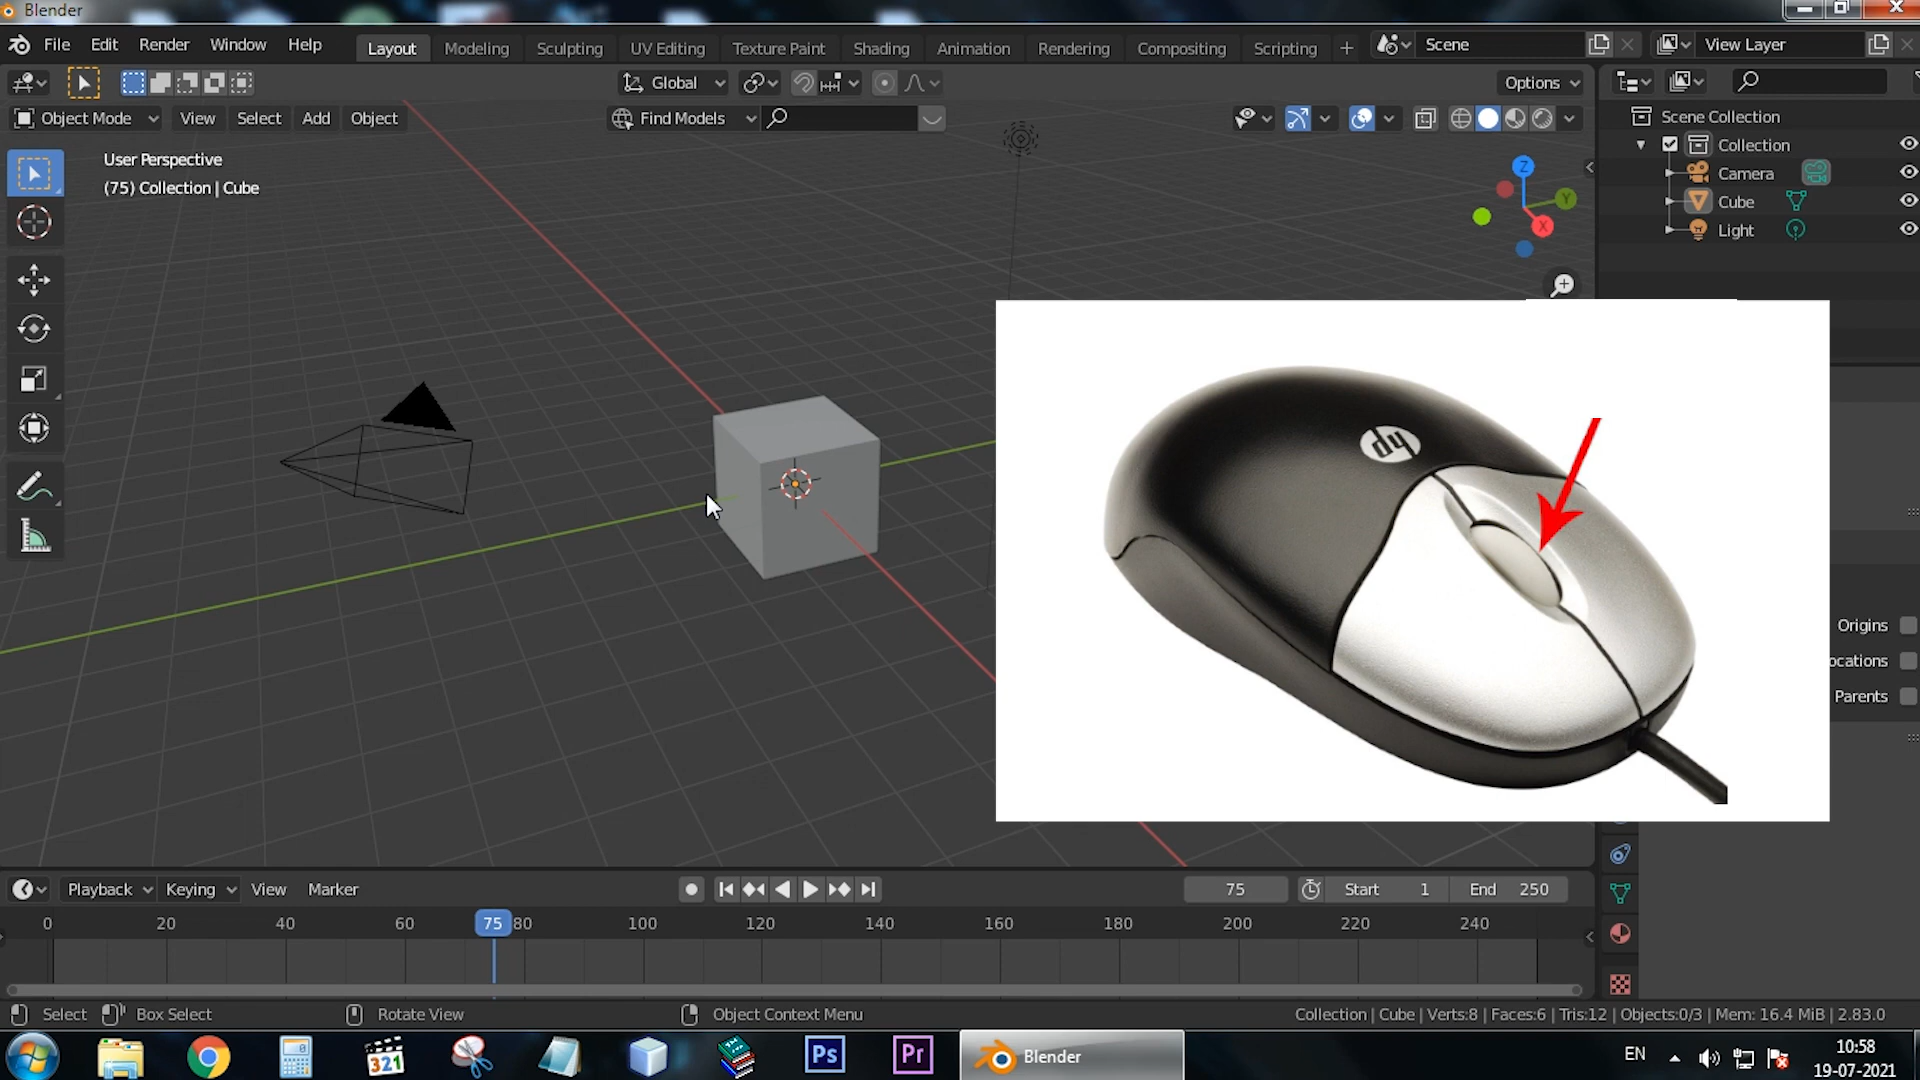 Blender
File Edit Render Window Help Layout Modeling Sculpting UV Editing Texture Paint Shading Animation Rendering Compositing Scripting + Scene View Layer
Global Options
Object Mode View Select Add Object Find Models
Scene Collection
User Perspective
Collection
(75) Collection | Cube
Camera
Cube
Light
Z
Y
X
hp
Origins
ocations
Parents
Playback Keying View Marker 75 Start 1 End 250
0 20 40 60 75 80 100 120 140 160 180 200 220 240
Select Box Select Rotate View Object Context Menu Collection | Cube | Verts:8 | Faces:6 | Tris:12 | Objects:0/3 | Mem: 16.4 MiB | 2.83.0
321 Ps Pr Blender EN 10:58
19-07-2021